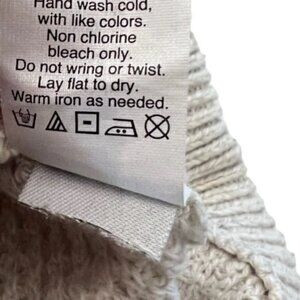 Hand wash cold,
with like colors.
Non chlorine
bleach only.
Do not wring or twist.
Lay flat to dry.
Warm iron as needed.